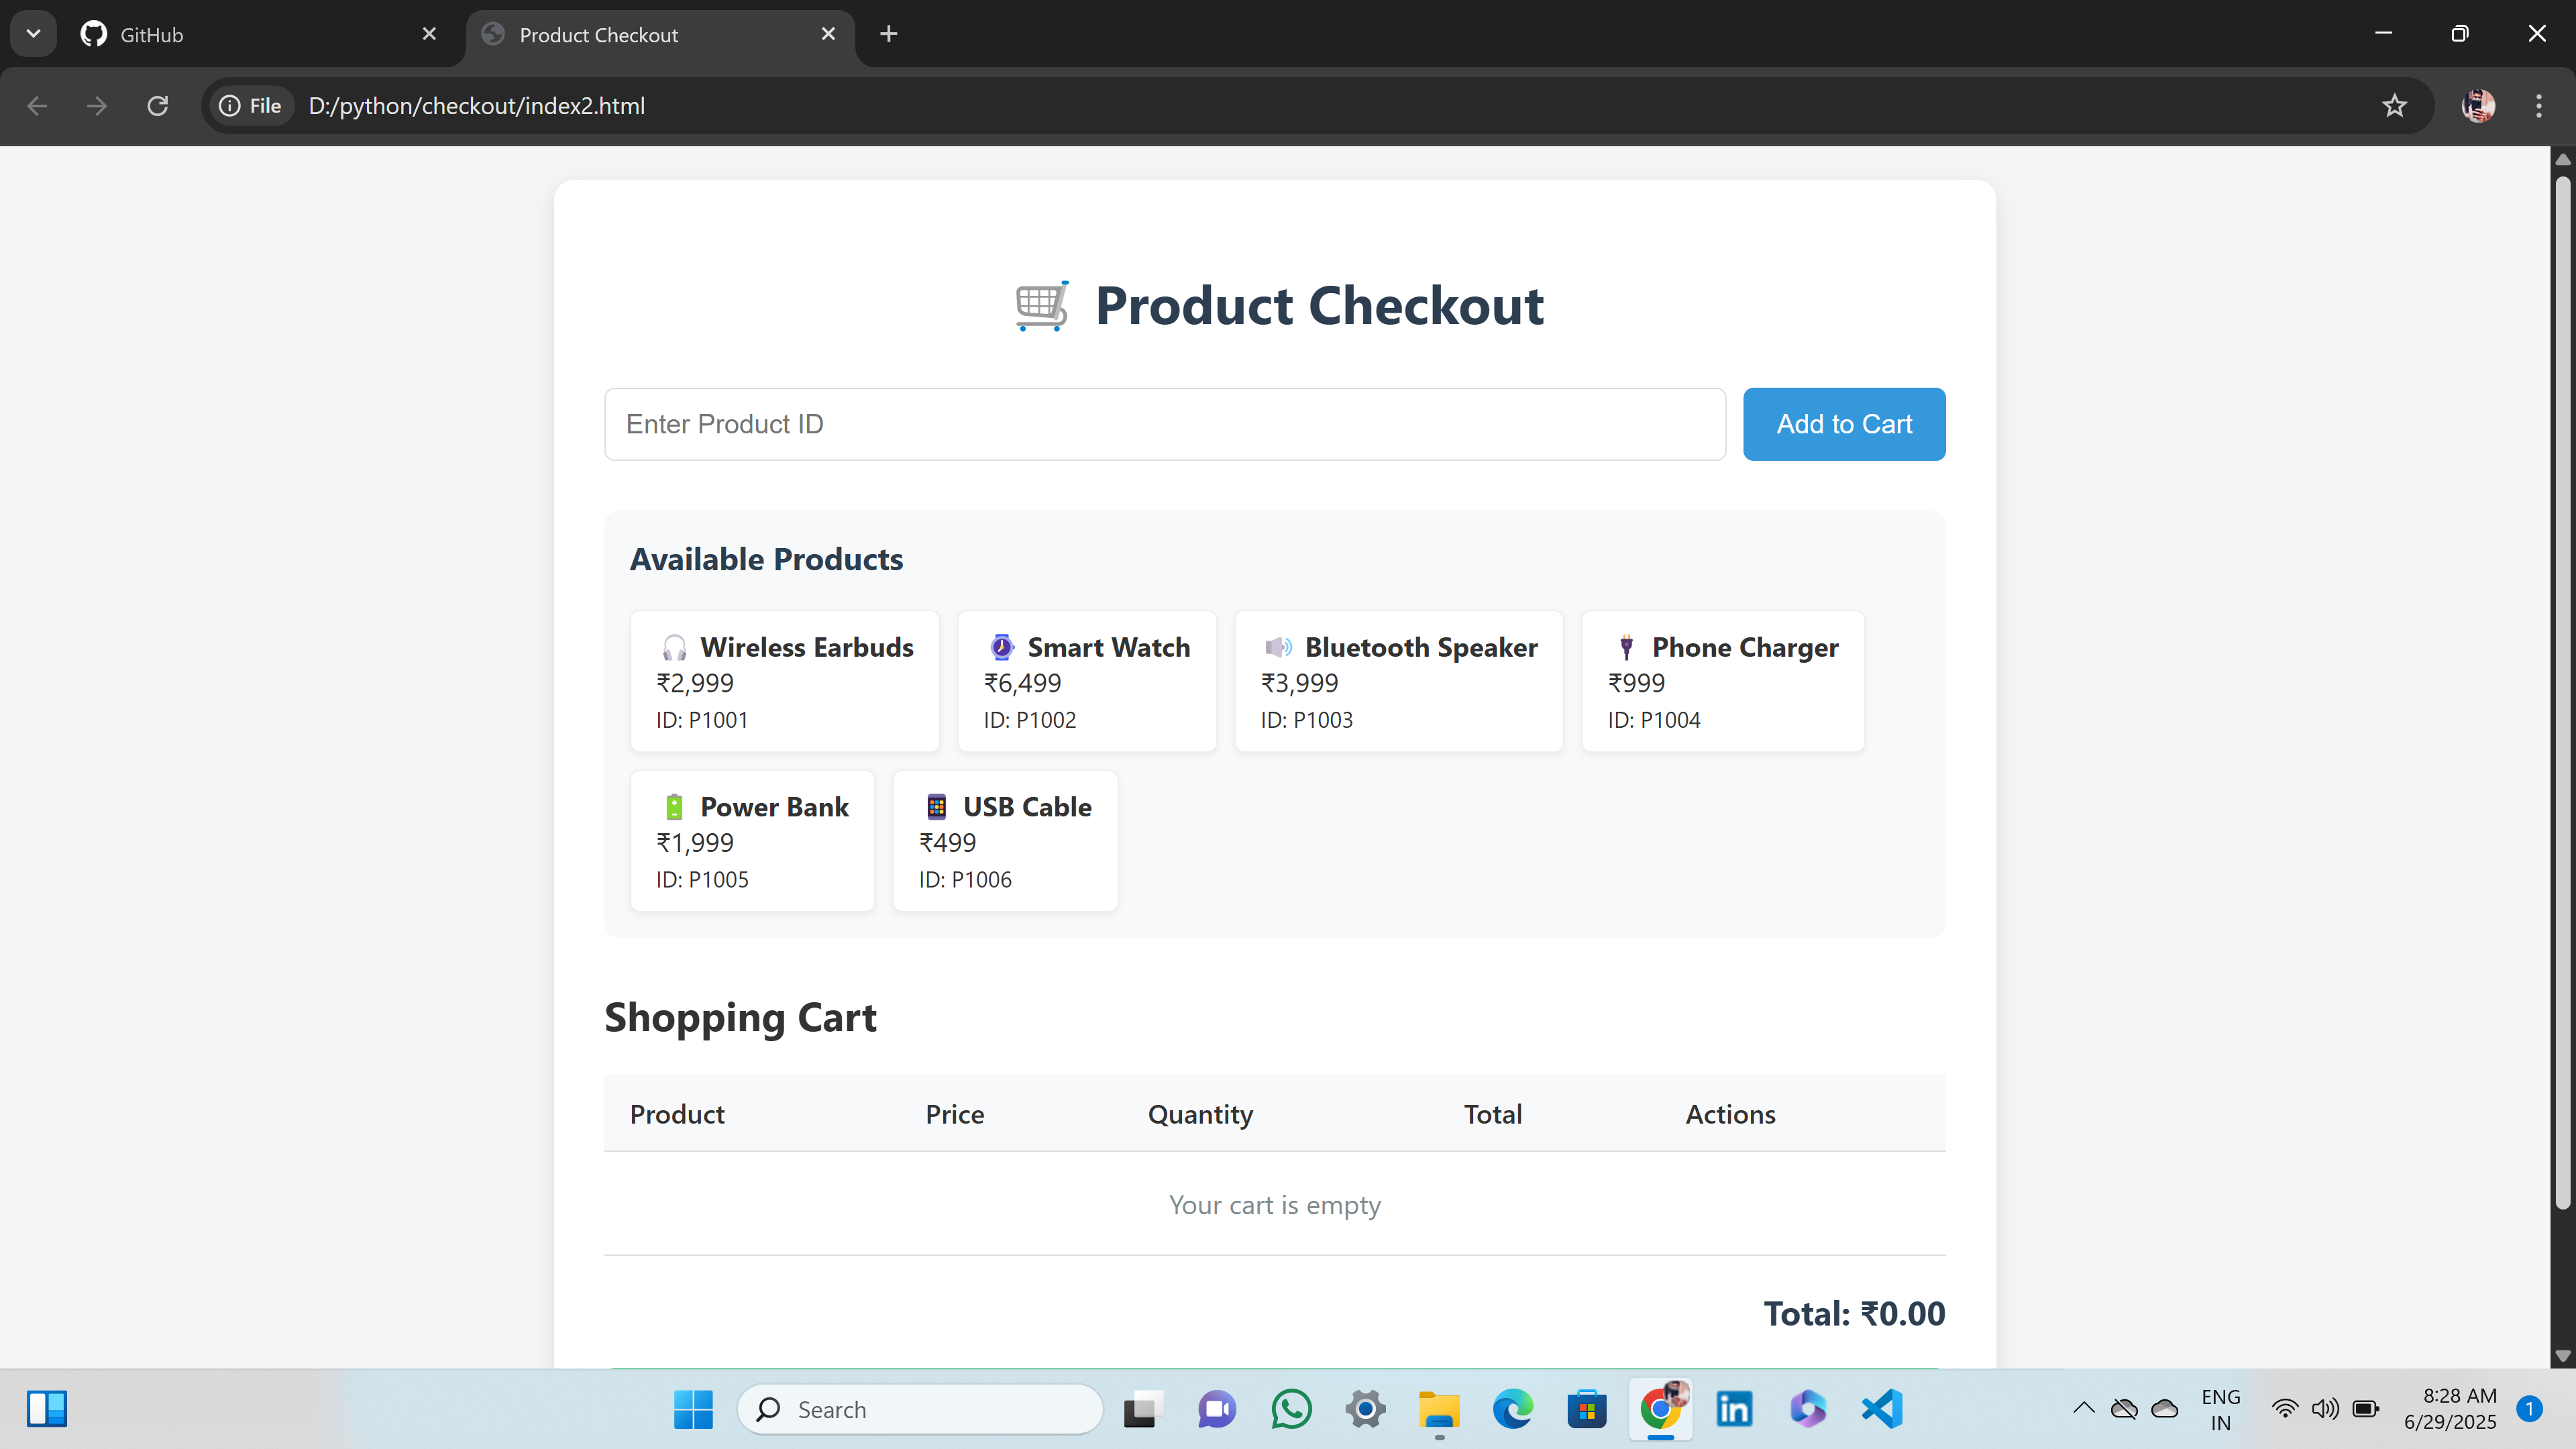 GitHub
Product Checkout
File
D:/python/checkout/index2.html
Product Checkout
Enter Product ID
Add to Cart
Available Products
Wireless Earbuds
₹2,999
ID: P1001
Smart Watch
₹6,499
ID: P1002
Bluetooth Speaker
₹3,999
ID: P1003
Phone Charger
₹999
ID: P1004
Power Bank
₹1,999
ID: P1005
USB Cable
₹499
ID: P1006
Shopping Cart
Product Price Quantity Total Actions
Your cart is empty
Total: ₹0.00
Search
ENG
IN
8:28 AM
6/29/2025
1